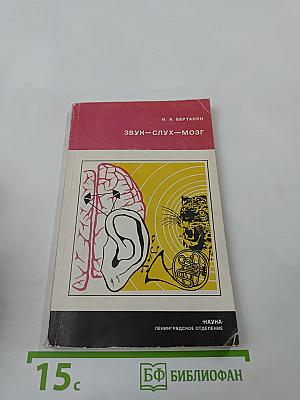 И. А. ВАРТАНЯН
ЗВУК—СЛУХ—МОЗГ
·НАУКА·
ЛЕНИНГРАДСКОЕ ОТДЕЛЕНИЕ
15с
БФ БИБЛИОФАН